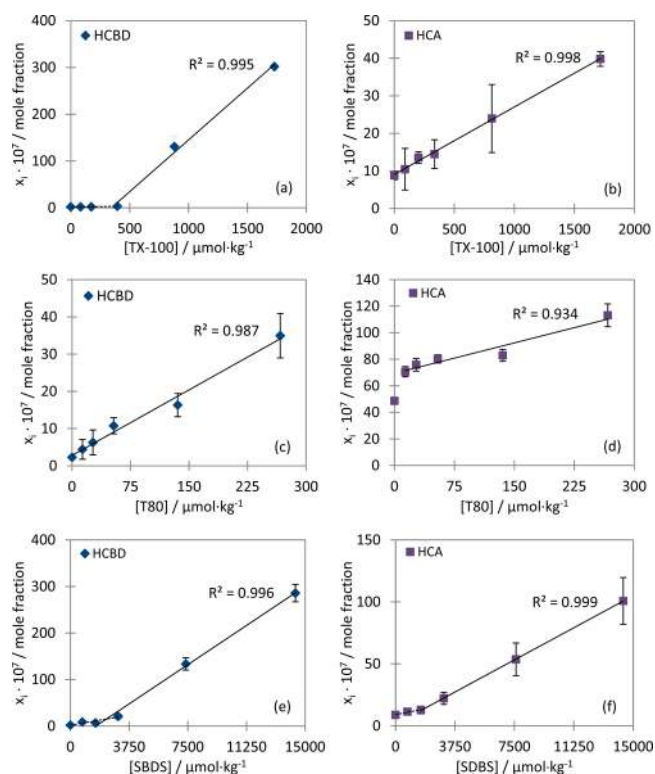 400
HCBD
300
R² = 0.995
200
100
0
xᵢ · 10⁷ / mole fraction
(a)
0 500 1000 1500 2000
[TX-100] / µmol·kg⁻¹
50
HCA
40
R² = 0.998
30
20
10
0
xᵢ · 10⁷ / mole fraction
(b)
0 500 1000 1500 2000
[TX-100] / µmol·kg⁻¹
50
HCBD
40
R² = 0.987
30
20
10
0
xᵢ · 10⁷ / mole fraction
(c)
0 75 150 225 300
[T80] / µmol·kg⁻¹
140
HCA
120
R² = 0.934
100
80
60
40
20
0
xᵢ · 10⁷ / mole fraction
(d)
0 75 150 225 300
[T80] / µmol·kg⁻¹
400
HCBD
300
R² = 0.996
200
100
0
xᵢ · 10⁷ / mole fraction
(e)
0 3750 7500 11250 15000
[SBDS] / µmol·kg⁻¹
150
HCA
100
R² = 0.999
50
0
xᵢ · 10⁷ / mole fraction
(f)
0 3750 7500 11250 15000
[SDBS] / µmol·kg⁻¹